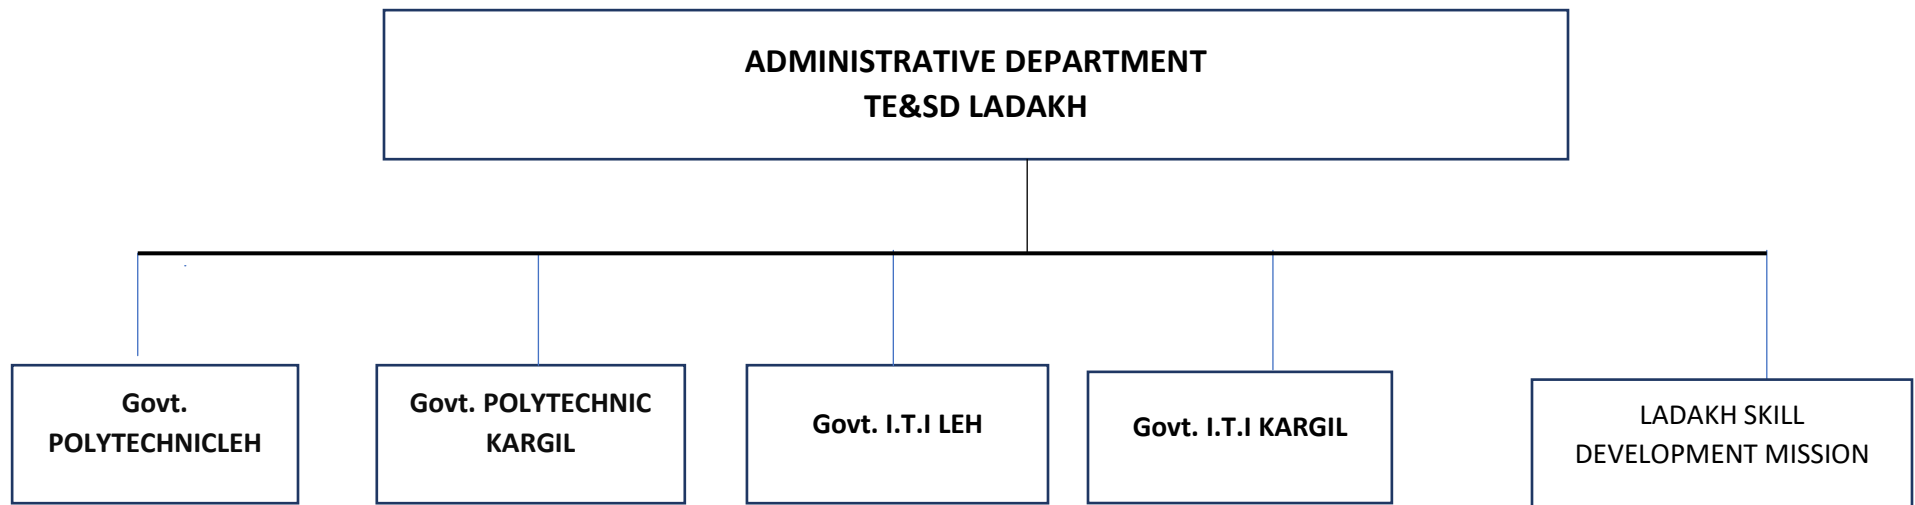 ADMINISTRATIVE DEPARTMENT
TE&SD LADAKH
Govt.
POLYTECHNICLEH
Govt. POLYTECHNIC
KARGIL
Govt. I.T.I LEH
Govt. I.T.I KARGIL
LADAKH SKILL
DEVELOPMENT MISSION